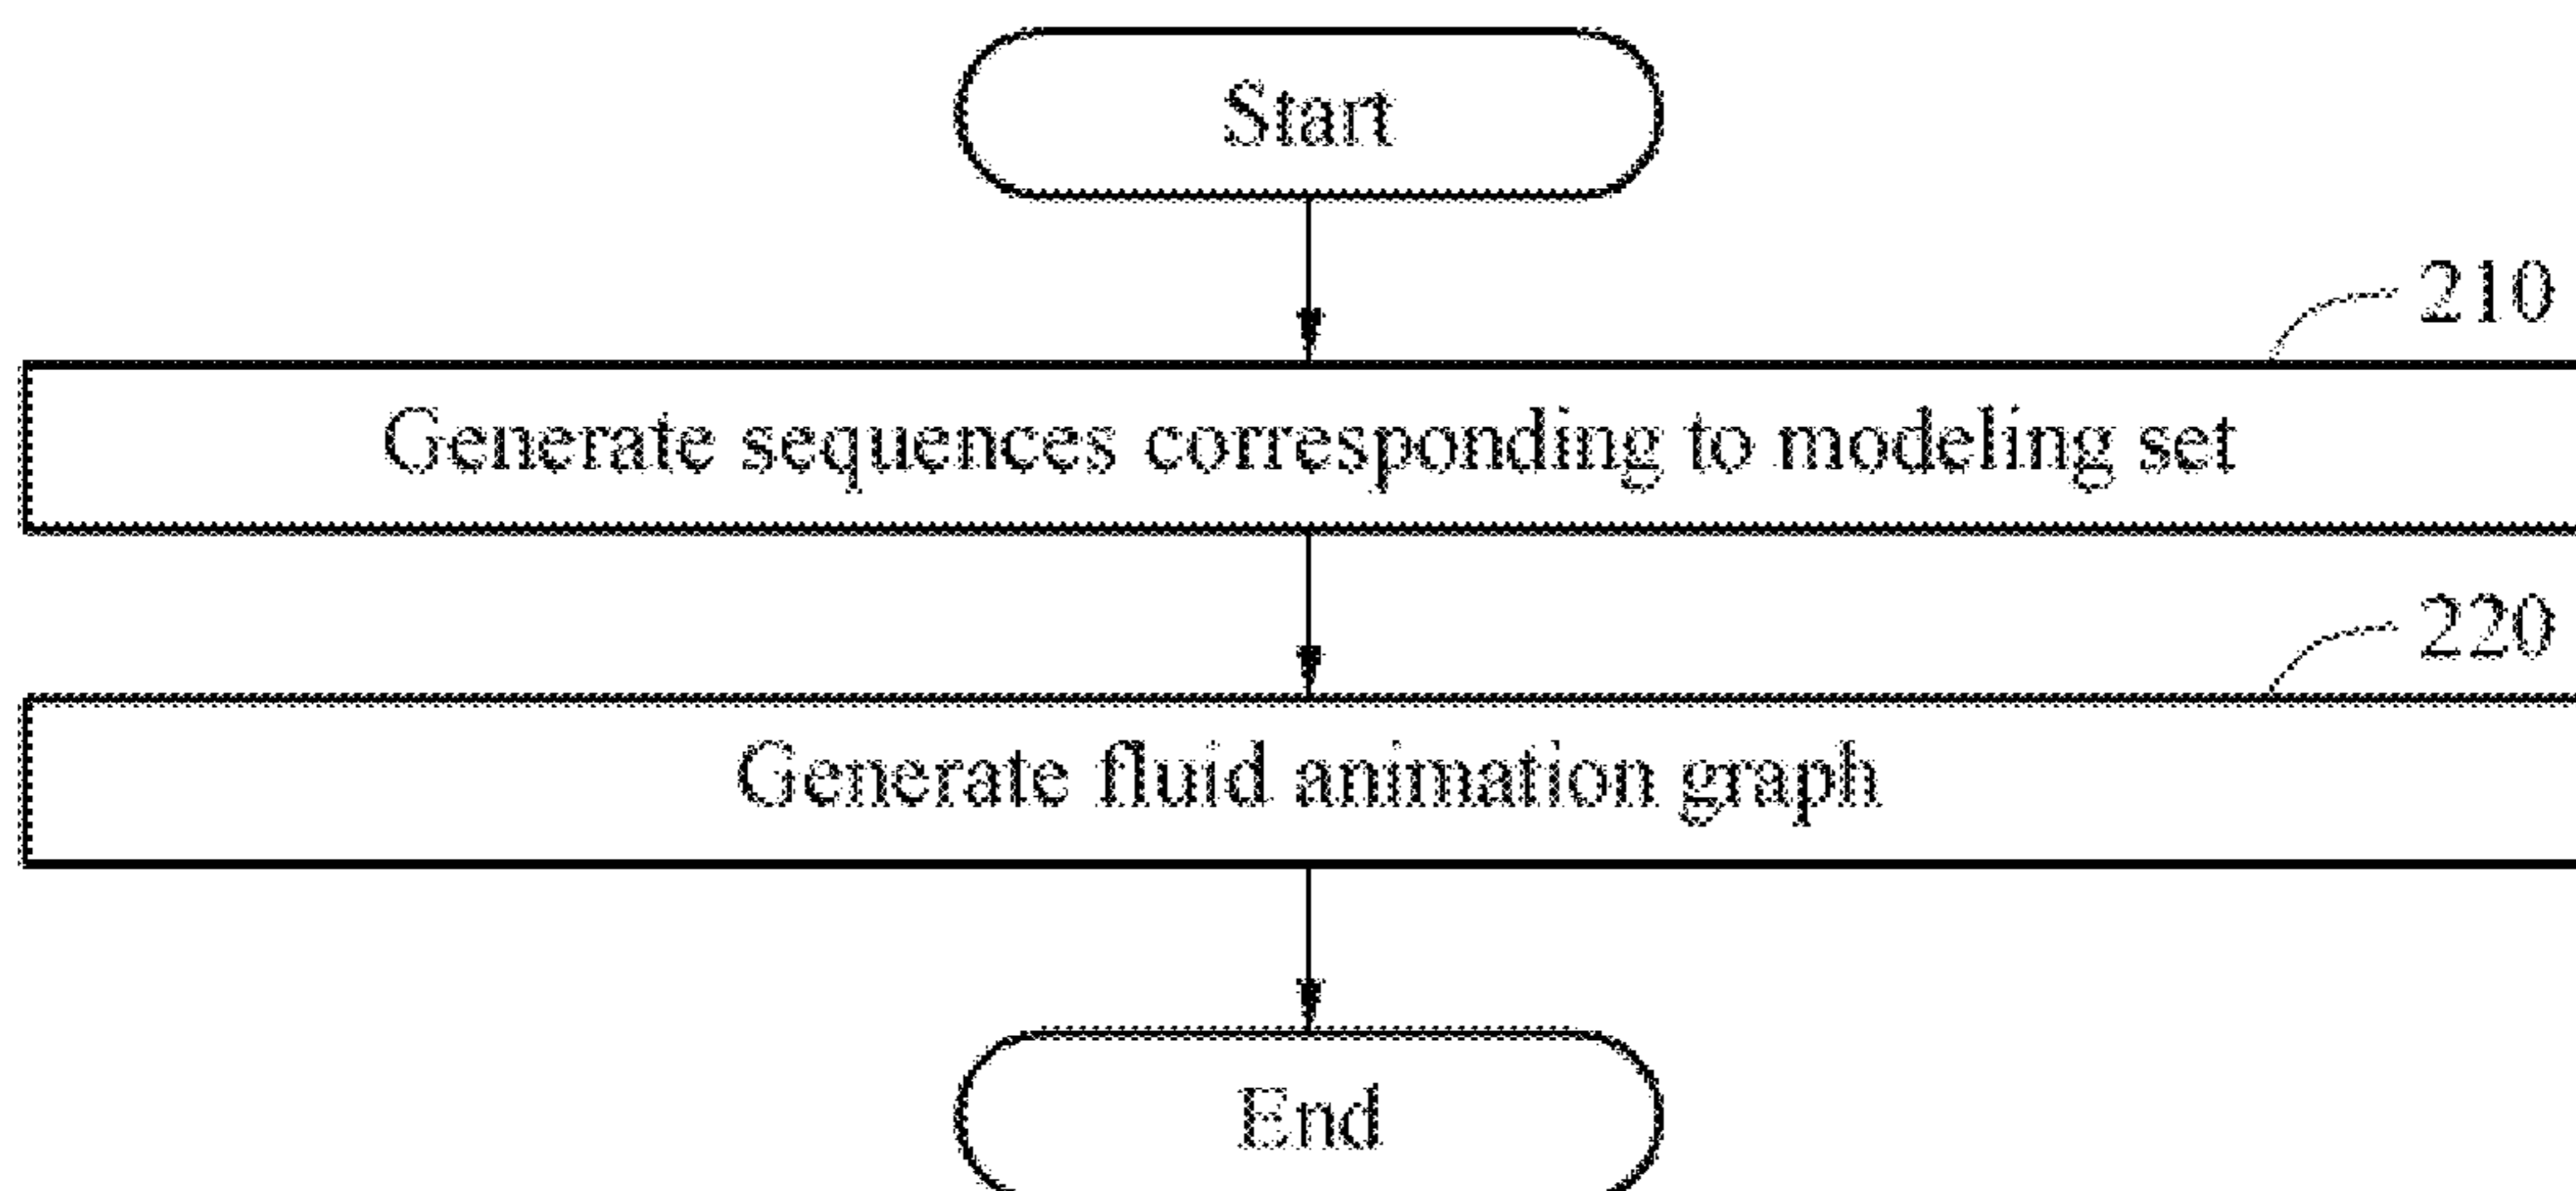 Start
210
Generate sequences corresponding to modeling set
220
Generate fluid animation graph
End